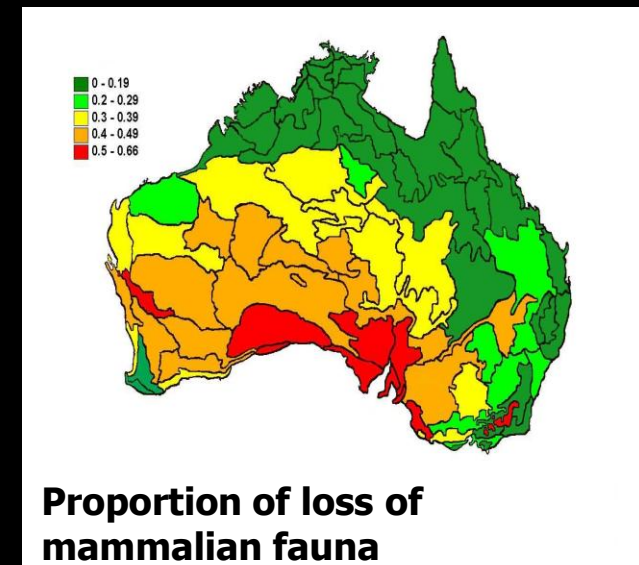 0 - 0.19
0.2 - 0.29
0.3 - 0.39
0.4 - 0.49
0.5 - 0.66
Proportion of loss of
mammalian fauna